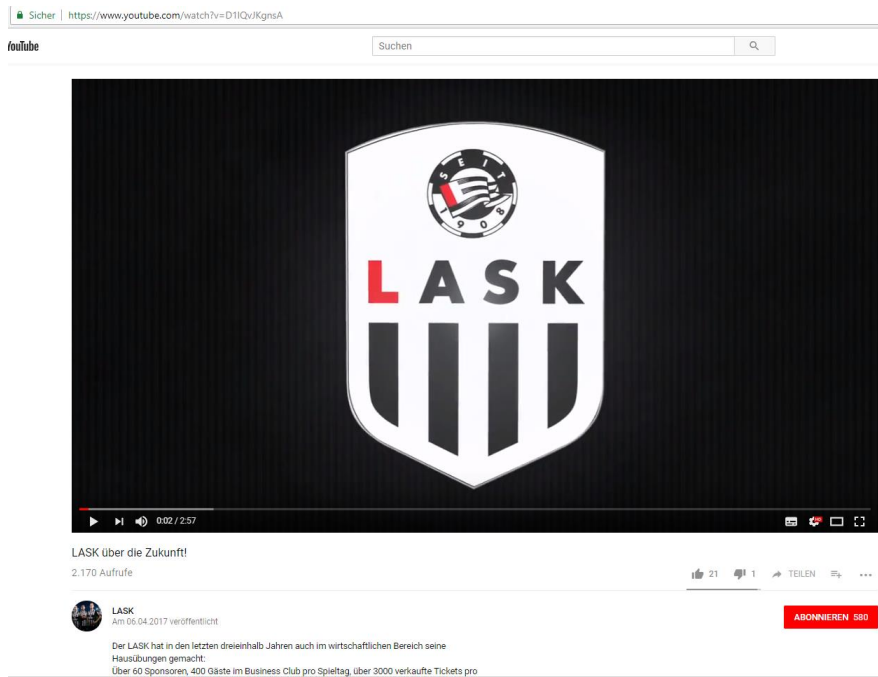 Sicher | https://www.youtube.com/watch?v=D1IQvJKgnsA
YouTube
Suchen
SEIT
1908
LASK
0:02 / 2:57
HD
LASK über die Zukunft!
2.170 Aufrufe
21 1 TEILEN
LASK
Am 06.04.2017 veröffentlicht
ABONNIEREN 580
Der LASK hat in den letzten dreieinhalb Jahren auch im wirtschaftlichen Bereich seine
Hausübungen gemacht:
Über 60 Sponsoren, 400 Gäste im Business Club pro Spieltag, über 3000 verkaufte Tickets pro